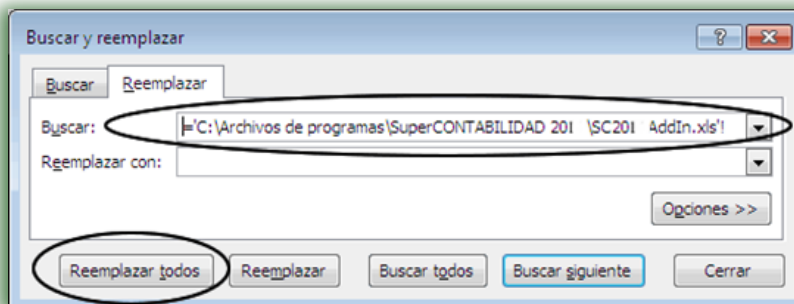 Buscar y reemplazar
Buscar Reemplazar
Buscar: ='C:\Archivos de programas\SuperCONTABILIDAD 201 \SC201 AddIn.xls'!
Reemplazar con:
Opciones >>
Reemplazar todos Reemplazar Buscar todos Buscar siguiente Cerrar